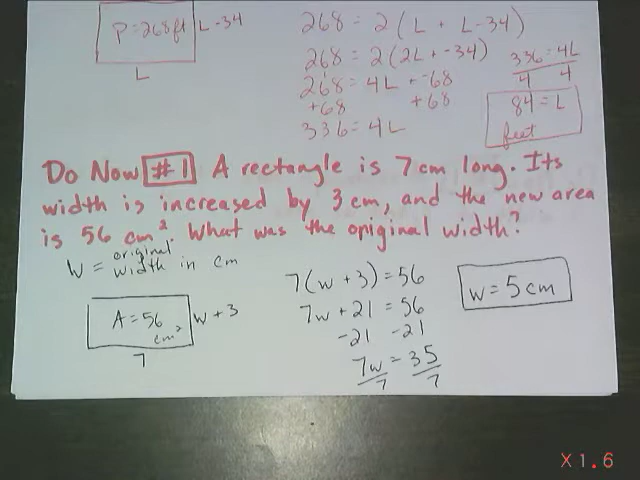 P=268ft
L-34
L
268 = 2 ( L + L-34)
268 = 2(2L + -34)
268 = 4L + -68
+68 +68
336 = 4L
336 = 4L
4 4
84 = L
feet
Do Now #1 A rectangle is 7 cm long. Its
width is increased by 3 cm, and the new area
is 56 cm². What was the original width?
W = original width in cm
A = 56 cm²
W + 3
7
7(w + 3) = 56
7w + 21 = 56
-21 -21
7w = 35
7 7
w = 5 cm
X1.6